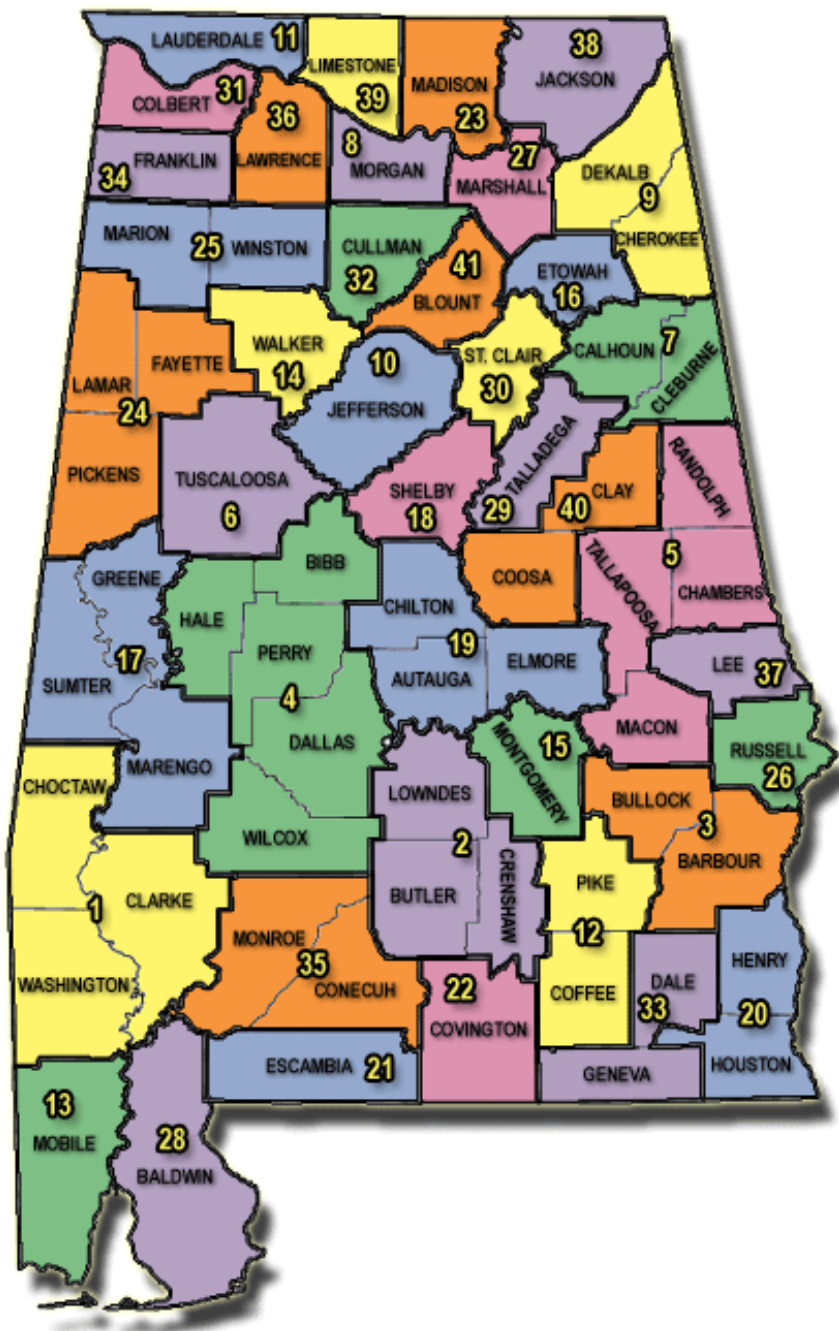 LAUDERDALE 11
LIMESTONE
39
MADISON
23
38
JACKSON
COLBERT 31
36
LAWRENCE
FRANKLIN
34
8
MORGAN
27
MARSHALL
DEKALB
9
CHEROKEE
MARION
25
WINSTON
CULLMAN
32
41
BLOUNT
ETOWAH
16
WALKER
14
10
JEFFERSON
ST. CLAIR
30
CALHOUN 7
CLEBURNE
LAMAR
FAYETTE
24
PICKENS
TUSCALOOSA
6
SHELBY
18
TALLADEGA
29
CLAY
40
COOSA
RANDOLPH
5
TALLAPOOSA
CHAMBERS
GREENE
17
SUMTER
MARENGO
BIBB
HALE
PERRY
4
DALLAS
WILCOX
CHILTON
19
AUTAUGA
ELMORE
LEE 37
MACON
RUSSELL
26
MONTGOMERY
15
CHOCTAW
CLARKE
1
WASHINGTON
LOWNDES
2
BUTLER
CRENSHAW
BULLOCK
3
BARBOUR
PIKE
12
COFFEE
MONROE
35
CONECUH
22
COVINGTON
DALE
33
GENEVA
HENRY
20
HOUSTON
ESCAMBIA 21
13
MOBILE
28
BALDWIN